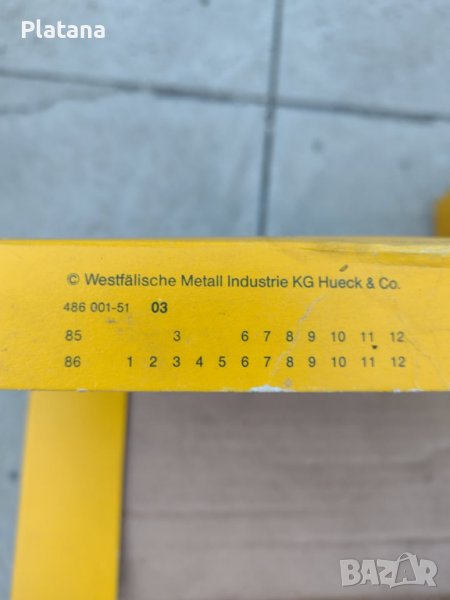 Platana
© Westfälische Metall Industrie KG Hueck & Co.
486 001-51 03
85 3 6 7 8 9 10 11 12
86 1 2 3 4 5 6 7 8 9 10 11 12
BAZAR